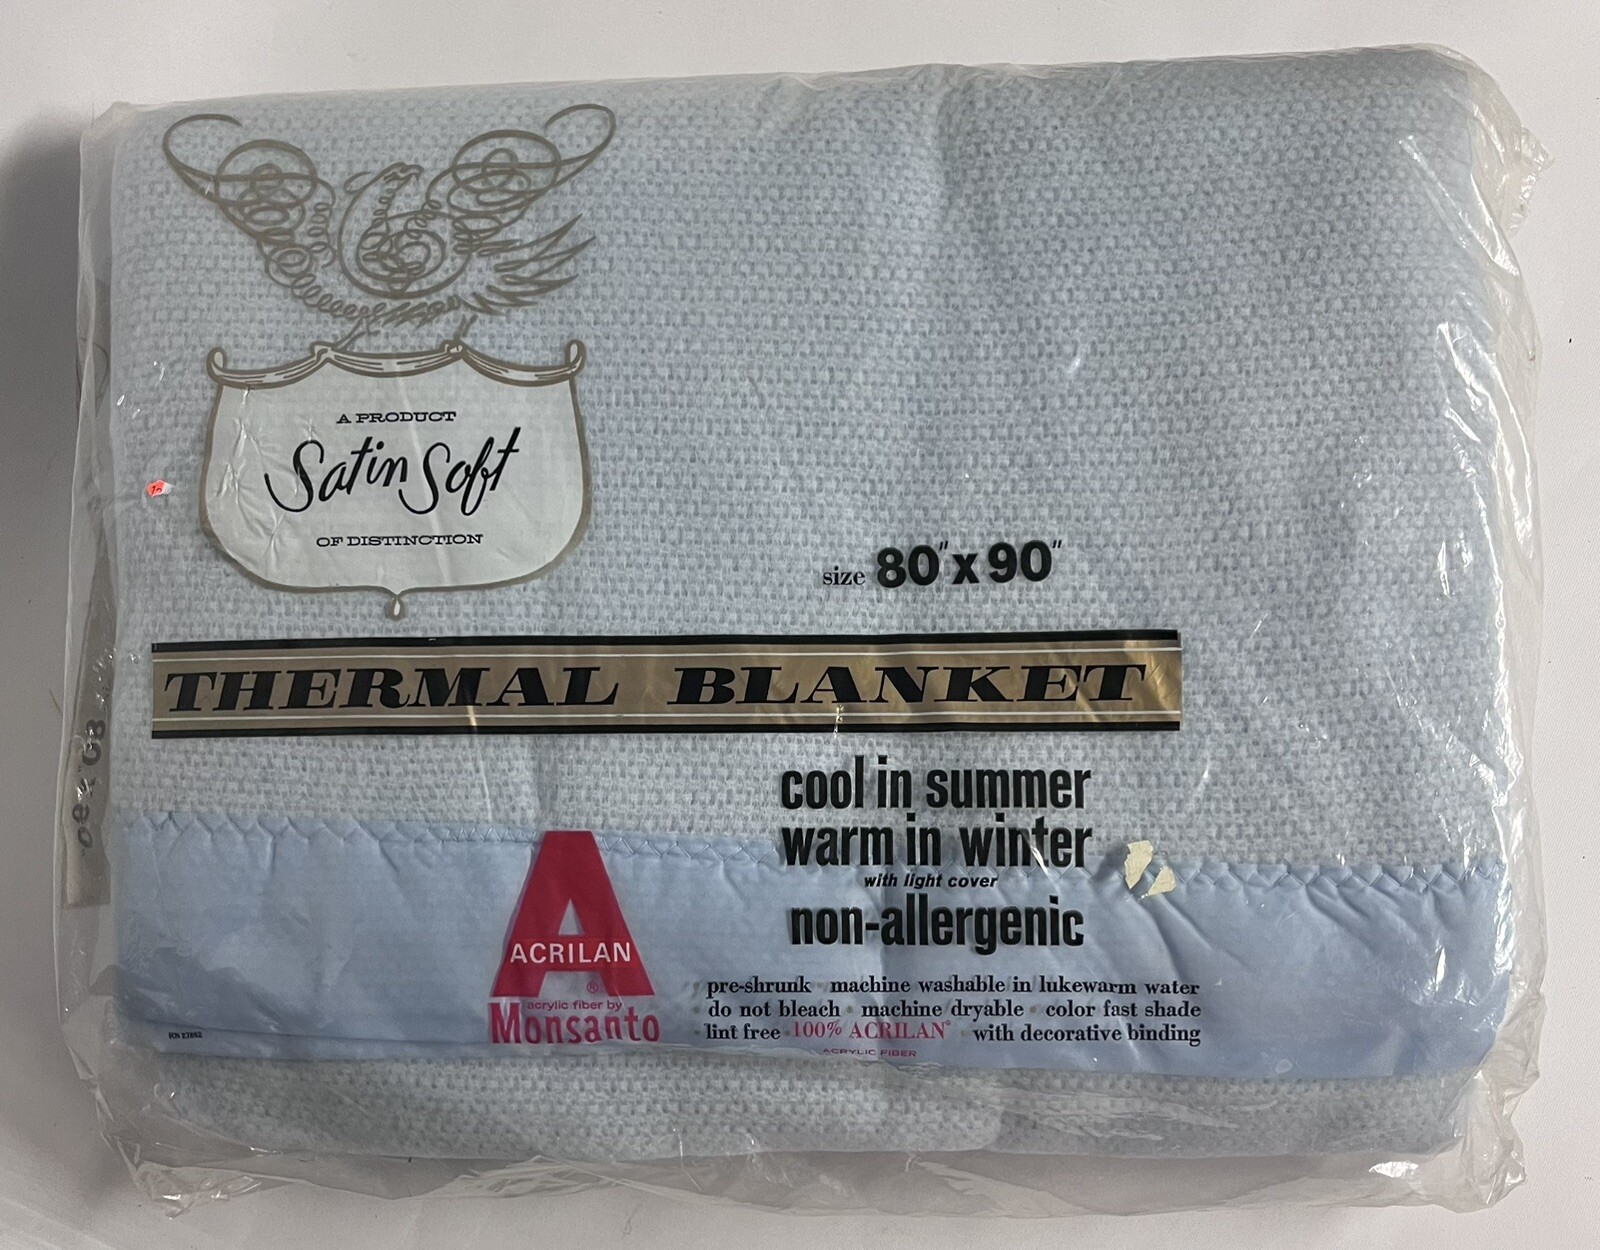 A PRODUCT
Satin Soft
OF DISTINCTION
size 80" x 90"
THERMAL BLANKET
cool in summer
warm in winter
with light cover
non-allergenic
ACRILAN
®
acrylic fiber by
Monsanto
pre-shrunk machine washable in lukewarm water
do not bleach machine dryable color fast shade
lint free 100% ACRILAN® with decorative binding
ACRYLIC FIBER